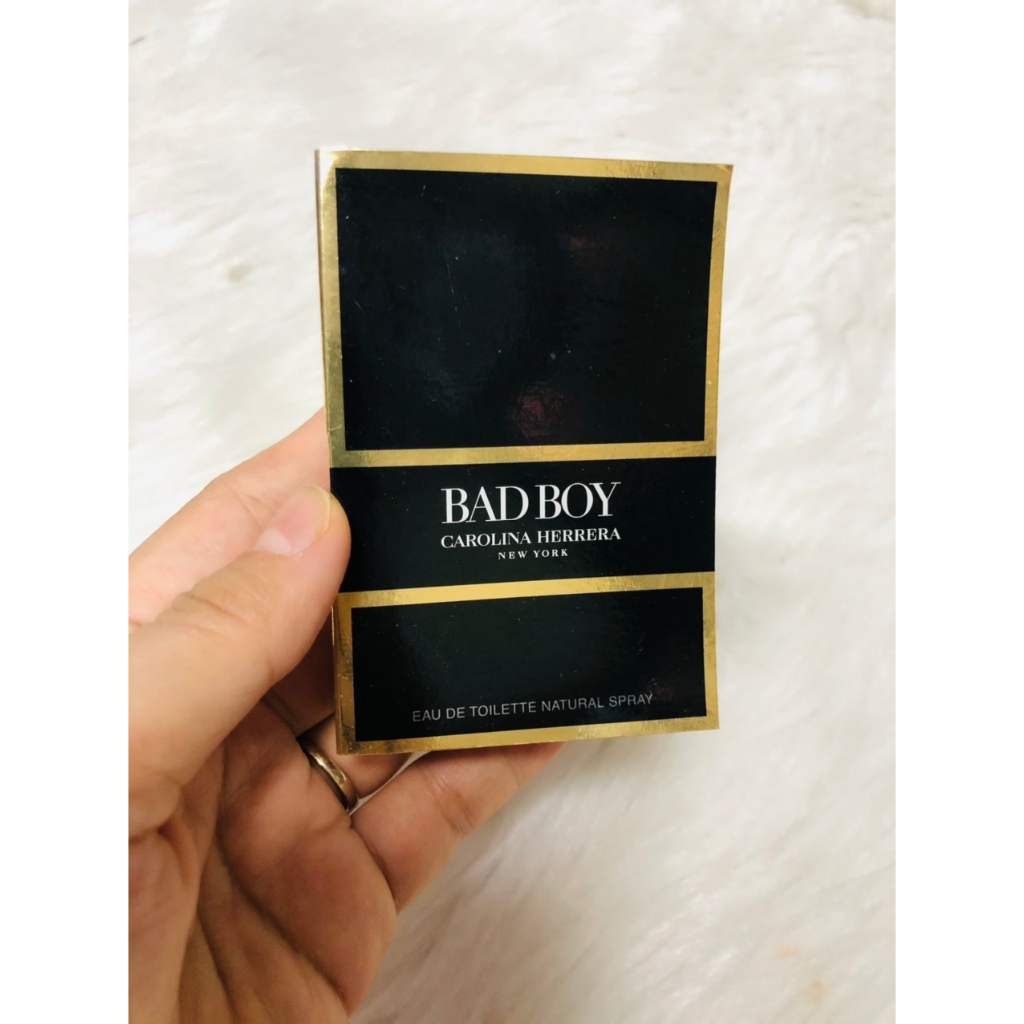 BAD BOY
CAROLINA HERRERA
NEW YORK
EAU DE TOILETTE NATURAL SPRAY